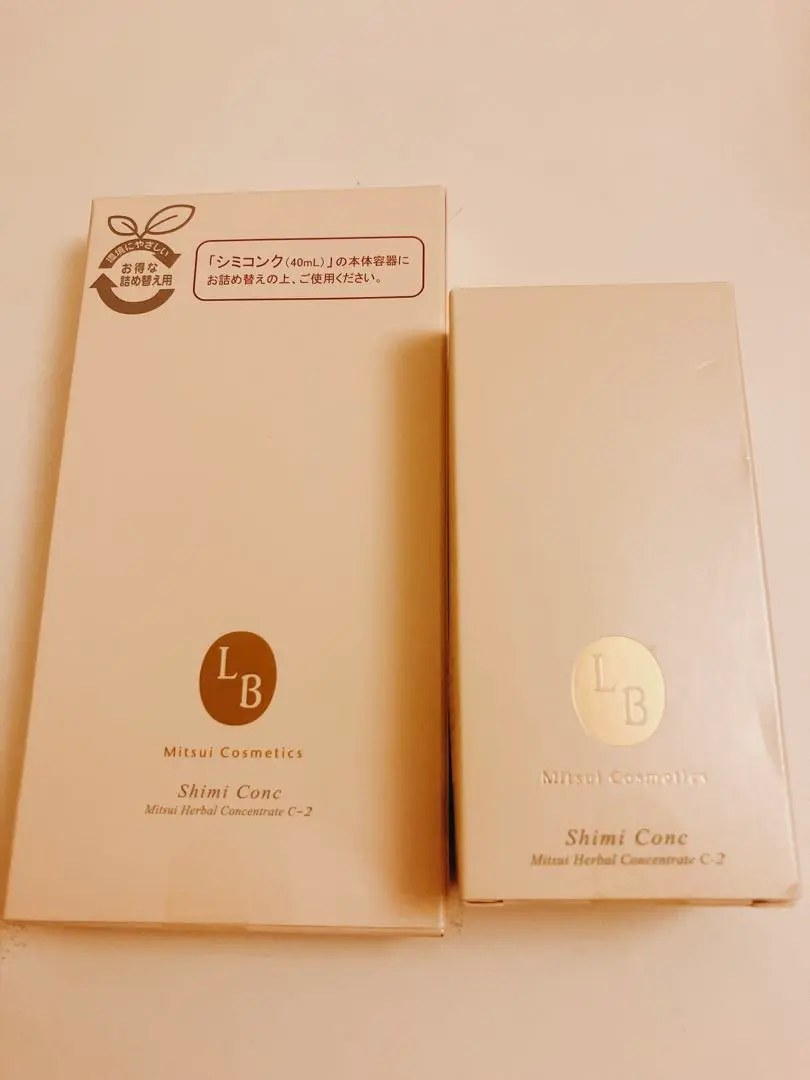 環境にやさしい
お得な
詰め替え用
「シミコンク(40mL)」の本体容器に
お詰め替えの上、ご使用ください。
L
B
Mitsui Cosmetics
Shimi Conc
Mitsui Herbal Concentrate C-2
L
B
Mitsui Cosmetics
Shimi Conc
Mitsui Herbal Concentrate C-2